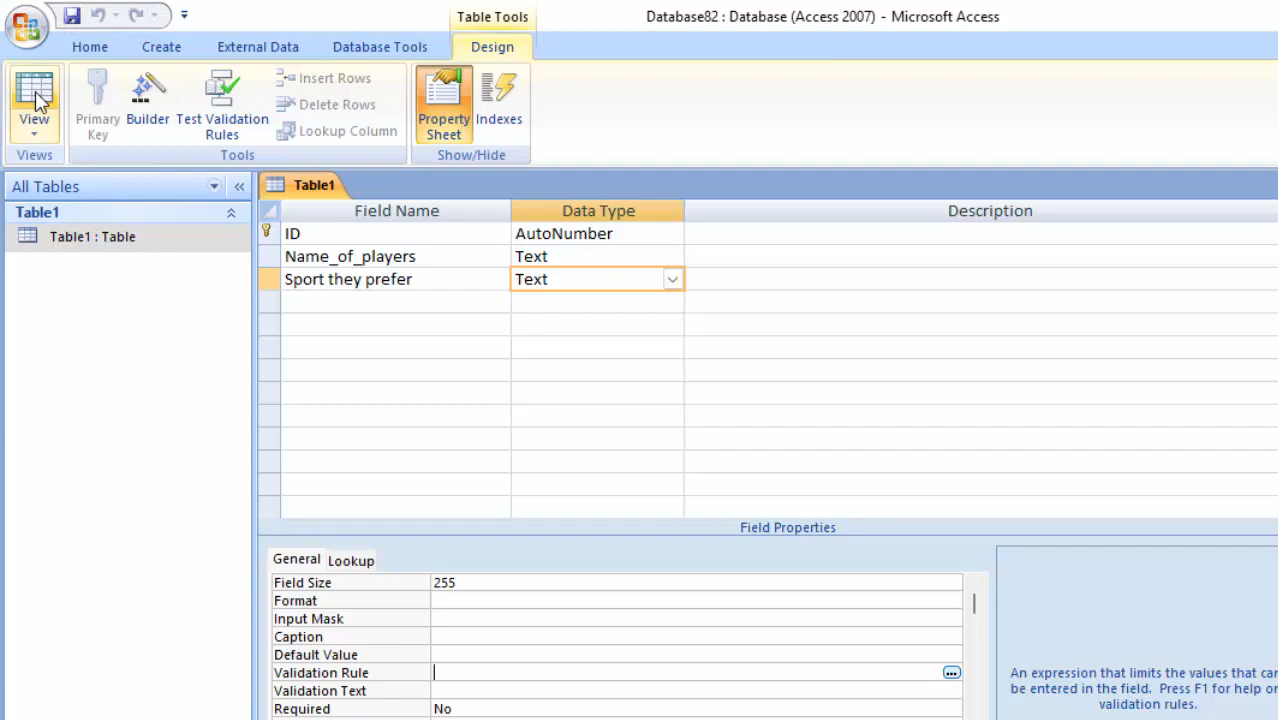 Table Tools
Database82 : Database (Access 2007) - Microsoft Access
Home Create External Data Database Tools Design
View
Primary Key
Builder
Test Validation Rules
Insert Rows
Delete Rows
Lookup Column
Property Sheet
Indexes
Views Tools Show/Hide
All Tables «
Table1
Table1 : Table
Table1
Field Name Data Type Description
ID AutoNumber
Name_of_players Text
Sport they prefer Text
Field Properties
General Lookup
Field Size 255
Format
Input Mask
Caption
Default Value
Validation Rule ...
Validation Text
Required No
An expression that limits the values that
be entered in the field. Press F1 for help
validation rules.